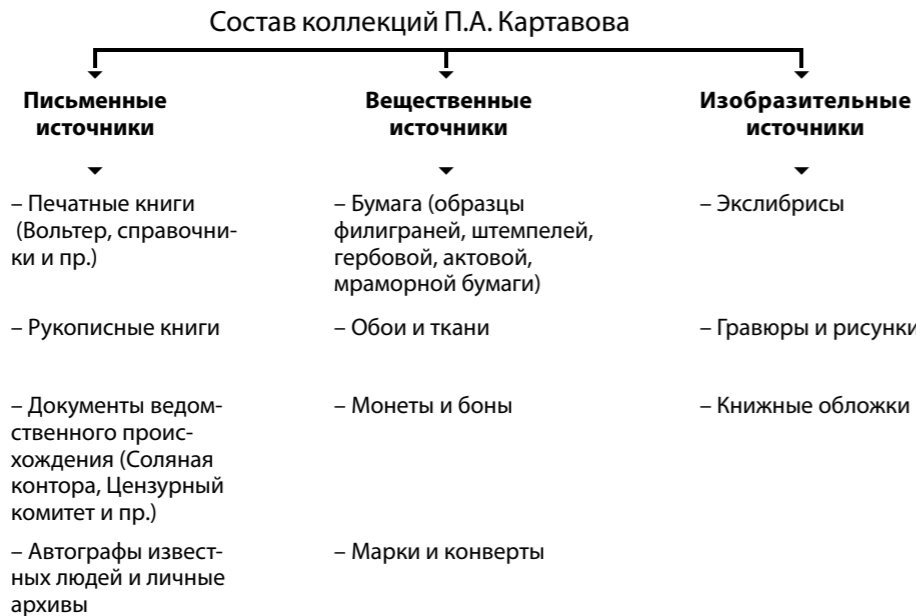 Состав коллекций П.А. Картавова
Письменные
источники
– Печатные книги
(Вольтер, справочни-
ки и пр.)
– Рукописные книги
– Документы ведом-
ственного проис-
хождения (Соляная
контора, Цензурный
комитет и пр.)
– Автографы извест-
ных людей и личные
архивы
Вещественные
источники
– Бумага (образцы
филиграней, штемпелей,
гербовой, актовой,
мраморной бумаги)
– Обои и ткани
– Монеты и боны
– Марки и конверты
Изобразительные
источники
– Экслибрисы
– Гравюры и рисунки
– Книжные обложки